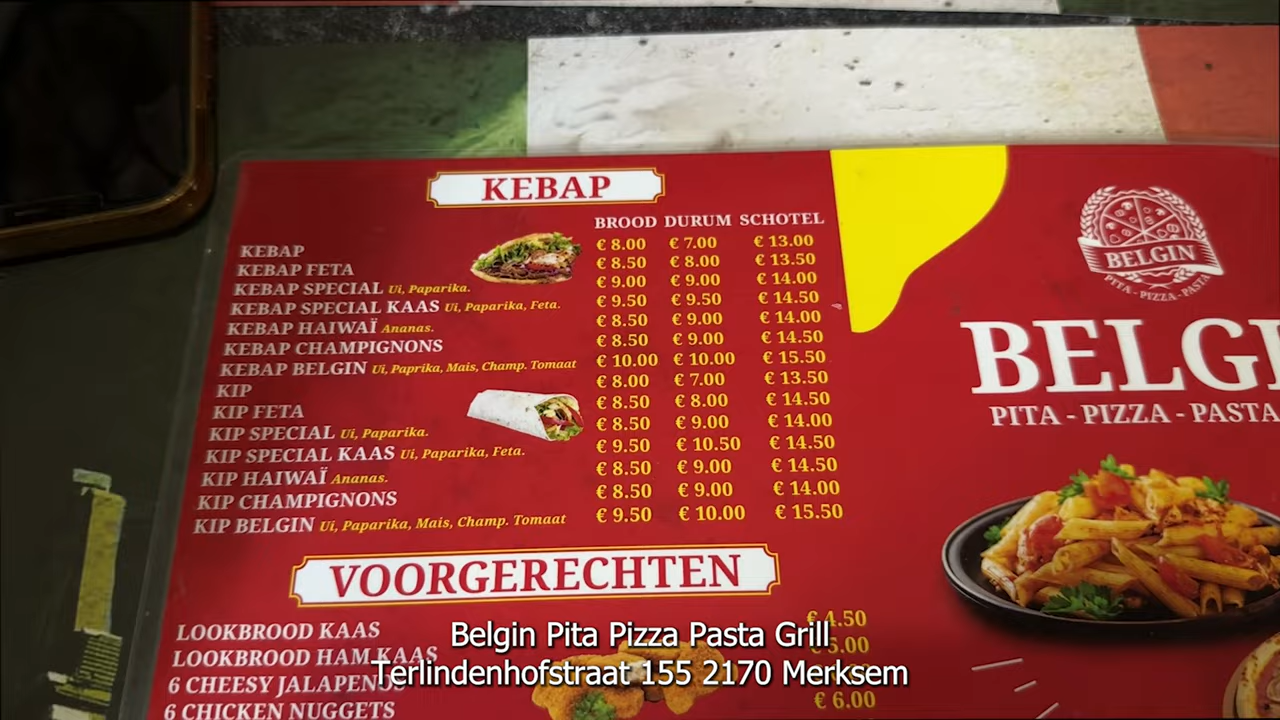 KEBAP
BROOD DURUM SCHOTEL
KEBAP € 8.00 € 7.00 € 13.00
KEBAP FETA € 8.50 € 8.00 € 13.50
KEBAP SPECIAL Ui, Paparika. € 9.00 € 9.00 € 14.00
KEBAP SPECIAL KAAS Ui, Paparika, Feta. € 9.50 € 9.50 € 14.50
KEBAP HAIWAÏ Ananas. € 8.50 € 9.00 € 14.00
KEBAP CHAMPIGNONS € 8.50 € 9.00 € 14.50
KEBAP BELGIN Ui, Paprika, Mais, Champ. Tomaat € 10.00 € 10.00 € 15.50
KIP € 8.00 € 7.00 € 13.50
KIP FETA € 8.50 € 8.00 € 14.50
KIP SPECIAL Ui, Paparika. € 8.50 € 9.00 € 14.00
KIP SPECIAL KAAS Ui, Paparika, Feta. € 9.50 € 10.50 € 14.50
KIP HAIWAÏ Ananas. € 8.50 € 9.00 € 14.50
KIP CHAMPIGNONS € 8.50 € 9.00 € 14.00
KIP BELGIN Ui, Paparika, Mais, Champ. Tomaat € 9.50 € 10.00 € 15.50
VOORGERECHTEN
LOOKBROOD KAAS € 4.50
LOOKBROOD HAM KAAS € 5.00
6 CHEESY JALAPENOS
6 CHICKEN NUGGETS € 6.00
BELGIN
PITA - PIZZA - PASTA
BELGI
PITA - PIZZA - PASTA
Belgin Pita Pizza Pasta Grill
Terlindenhofstraat 155 2170 Merksem